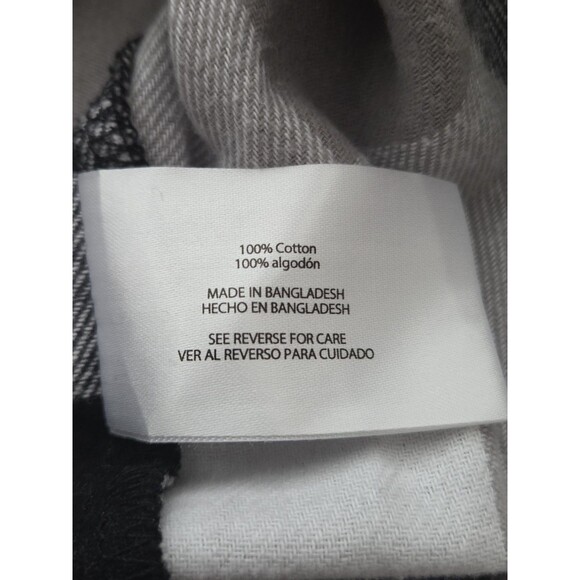 100% Cotton
100% algodón
MADE IN BANGLADESH
HECHO EN BANGLADESH
SEE REVERSE FOR CARE
VER AL REVERSO PARA CUIDADO